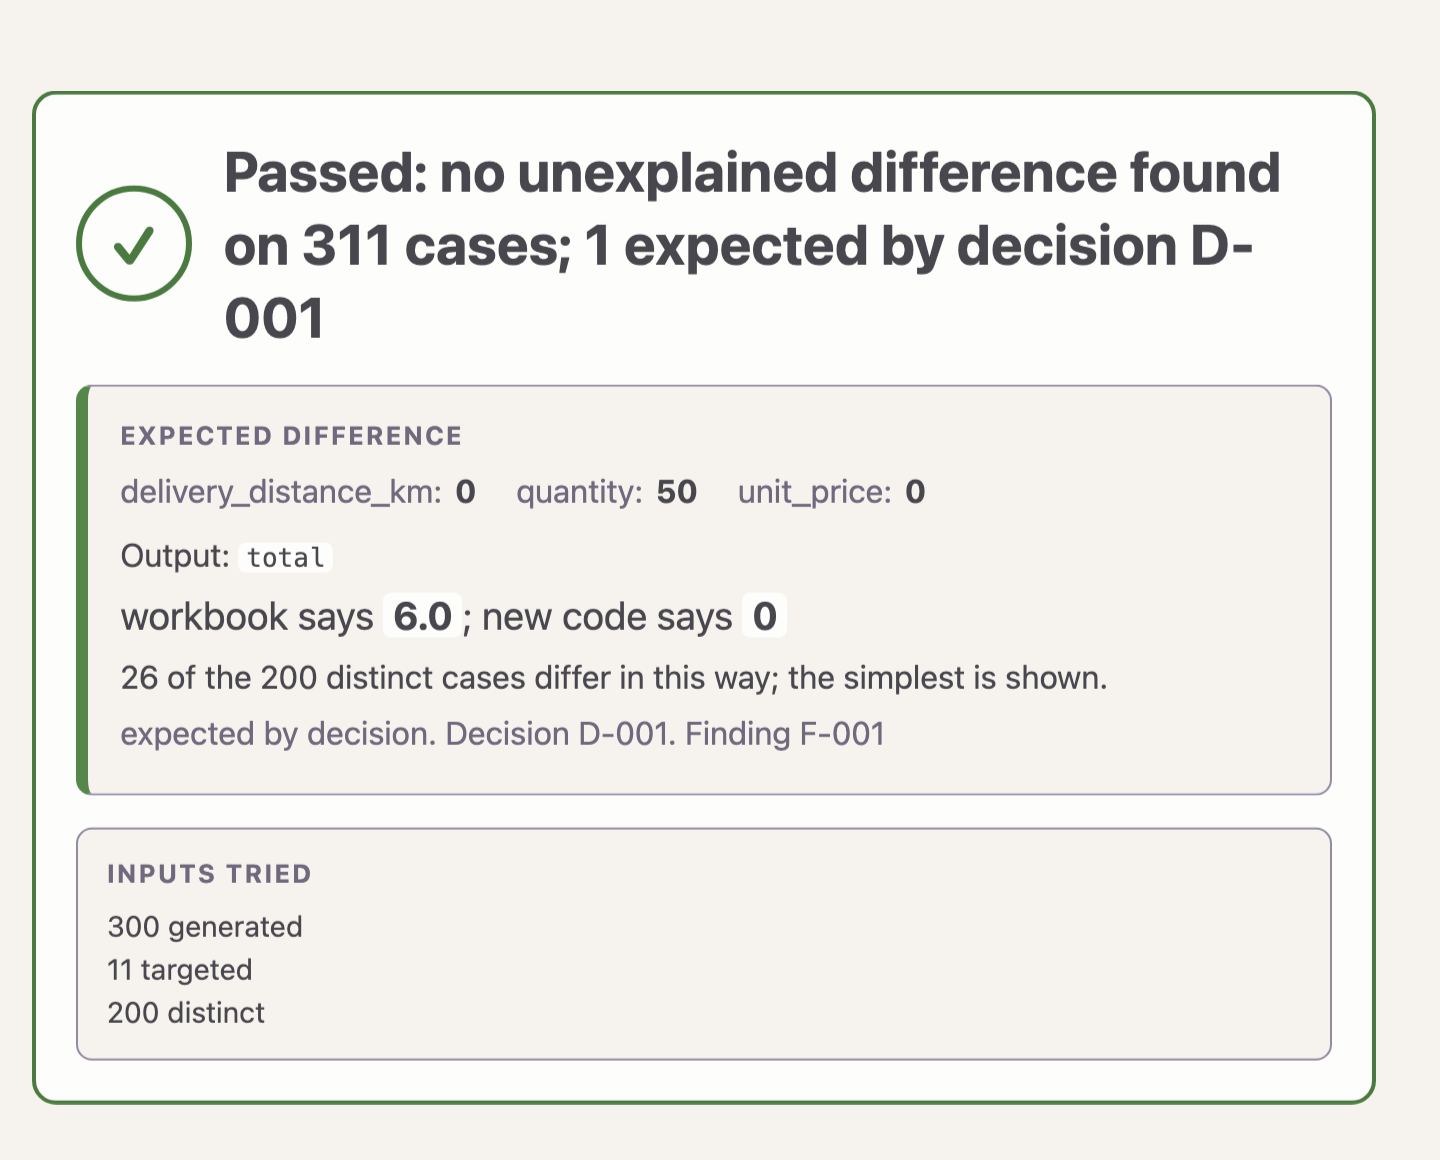 Passed: no unexplained difference found
on 311 cases; 1 expected by decision D-
001
EXPECTED DIFFERENCE
delivery_distance_km: 0 quantity: 50 unit_price: 0
Output: total
workbook says 6.0; new code says 0
26 of the 200 distinct cases differ in this way; the simplest is shown.
expected by decision. Decision D-001. Finding F-001
INPUTS TRIED
300 generated
11 targeted
200 distinct